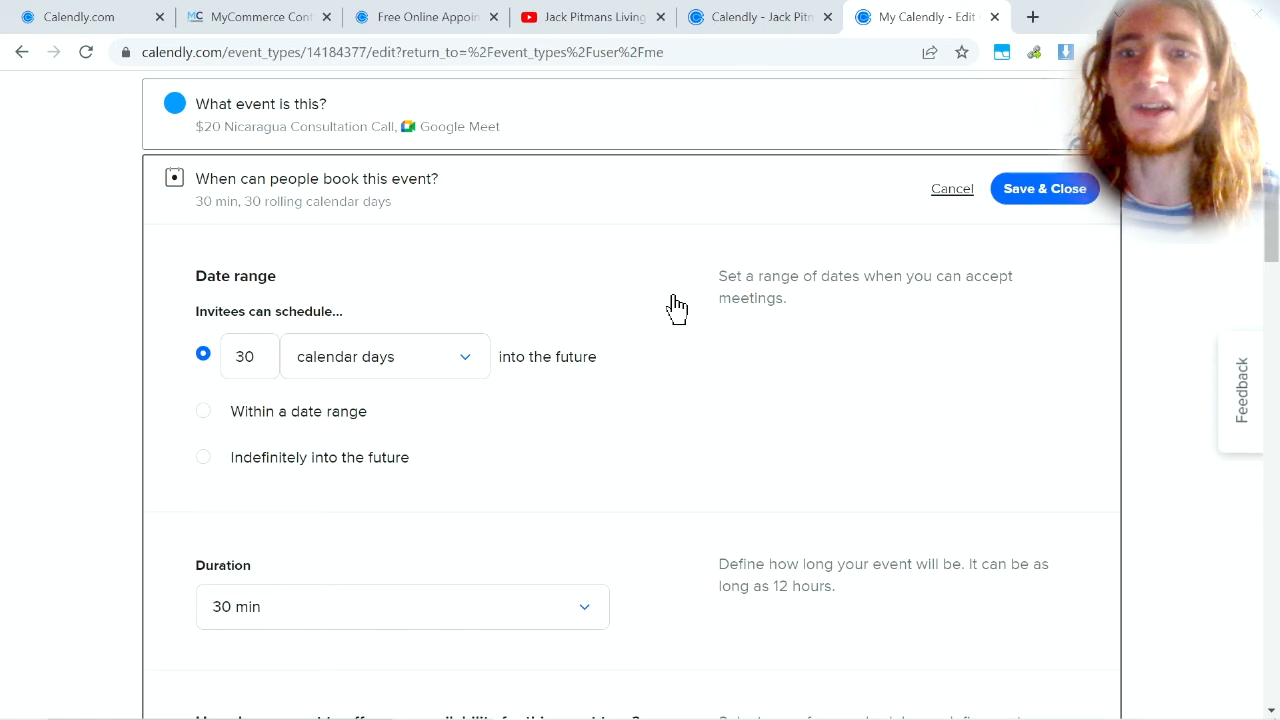 Calendly.com
MyCommerce Cont
Free Online Appoin
Jack Pitmans Living
Calendly - Jack Pitm
My Calendly - Edit
calendly.com/event_types/14184377/edit?return_to=%2Fevent_types%2Fuser%2Fme
What event is this?
$20 Nicaragua Consultation Call, Google Meet
When can people book this event?
30 min, 30 rolling calendar days
Cancel
Save & Close
Date range
Set a range of dates when you can accept
meetings.
Invitees can schedule...
30 calendar days into the future
Within a date range
Indefinitely into the future
Feedback
Duration
Define how long your event will be. It can be as
long as 12 hours.
30 min